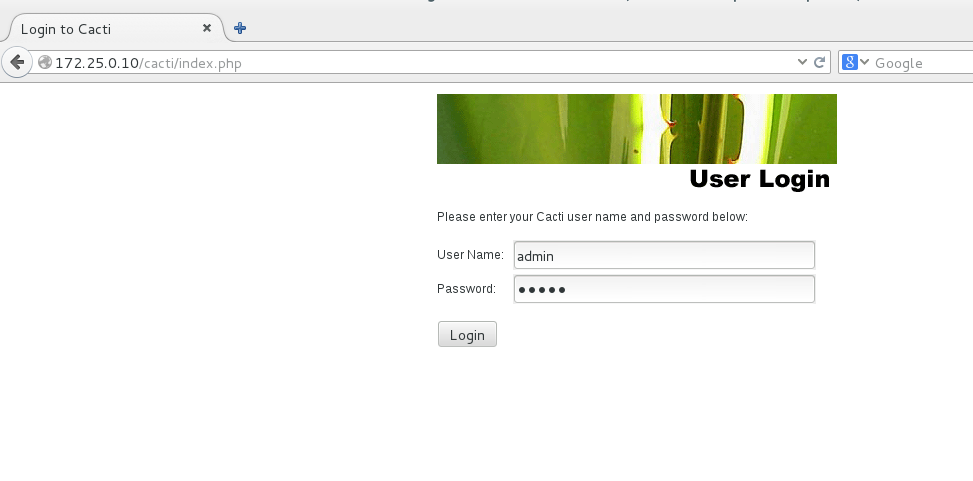 Login to Cacti
172.25.0.10/cacti/index.php
Google
User Login
Please enter your Cacti user name and password below:
User Name: admin
Password: •••••
Login